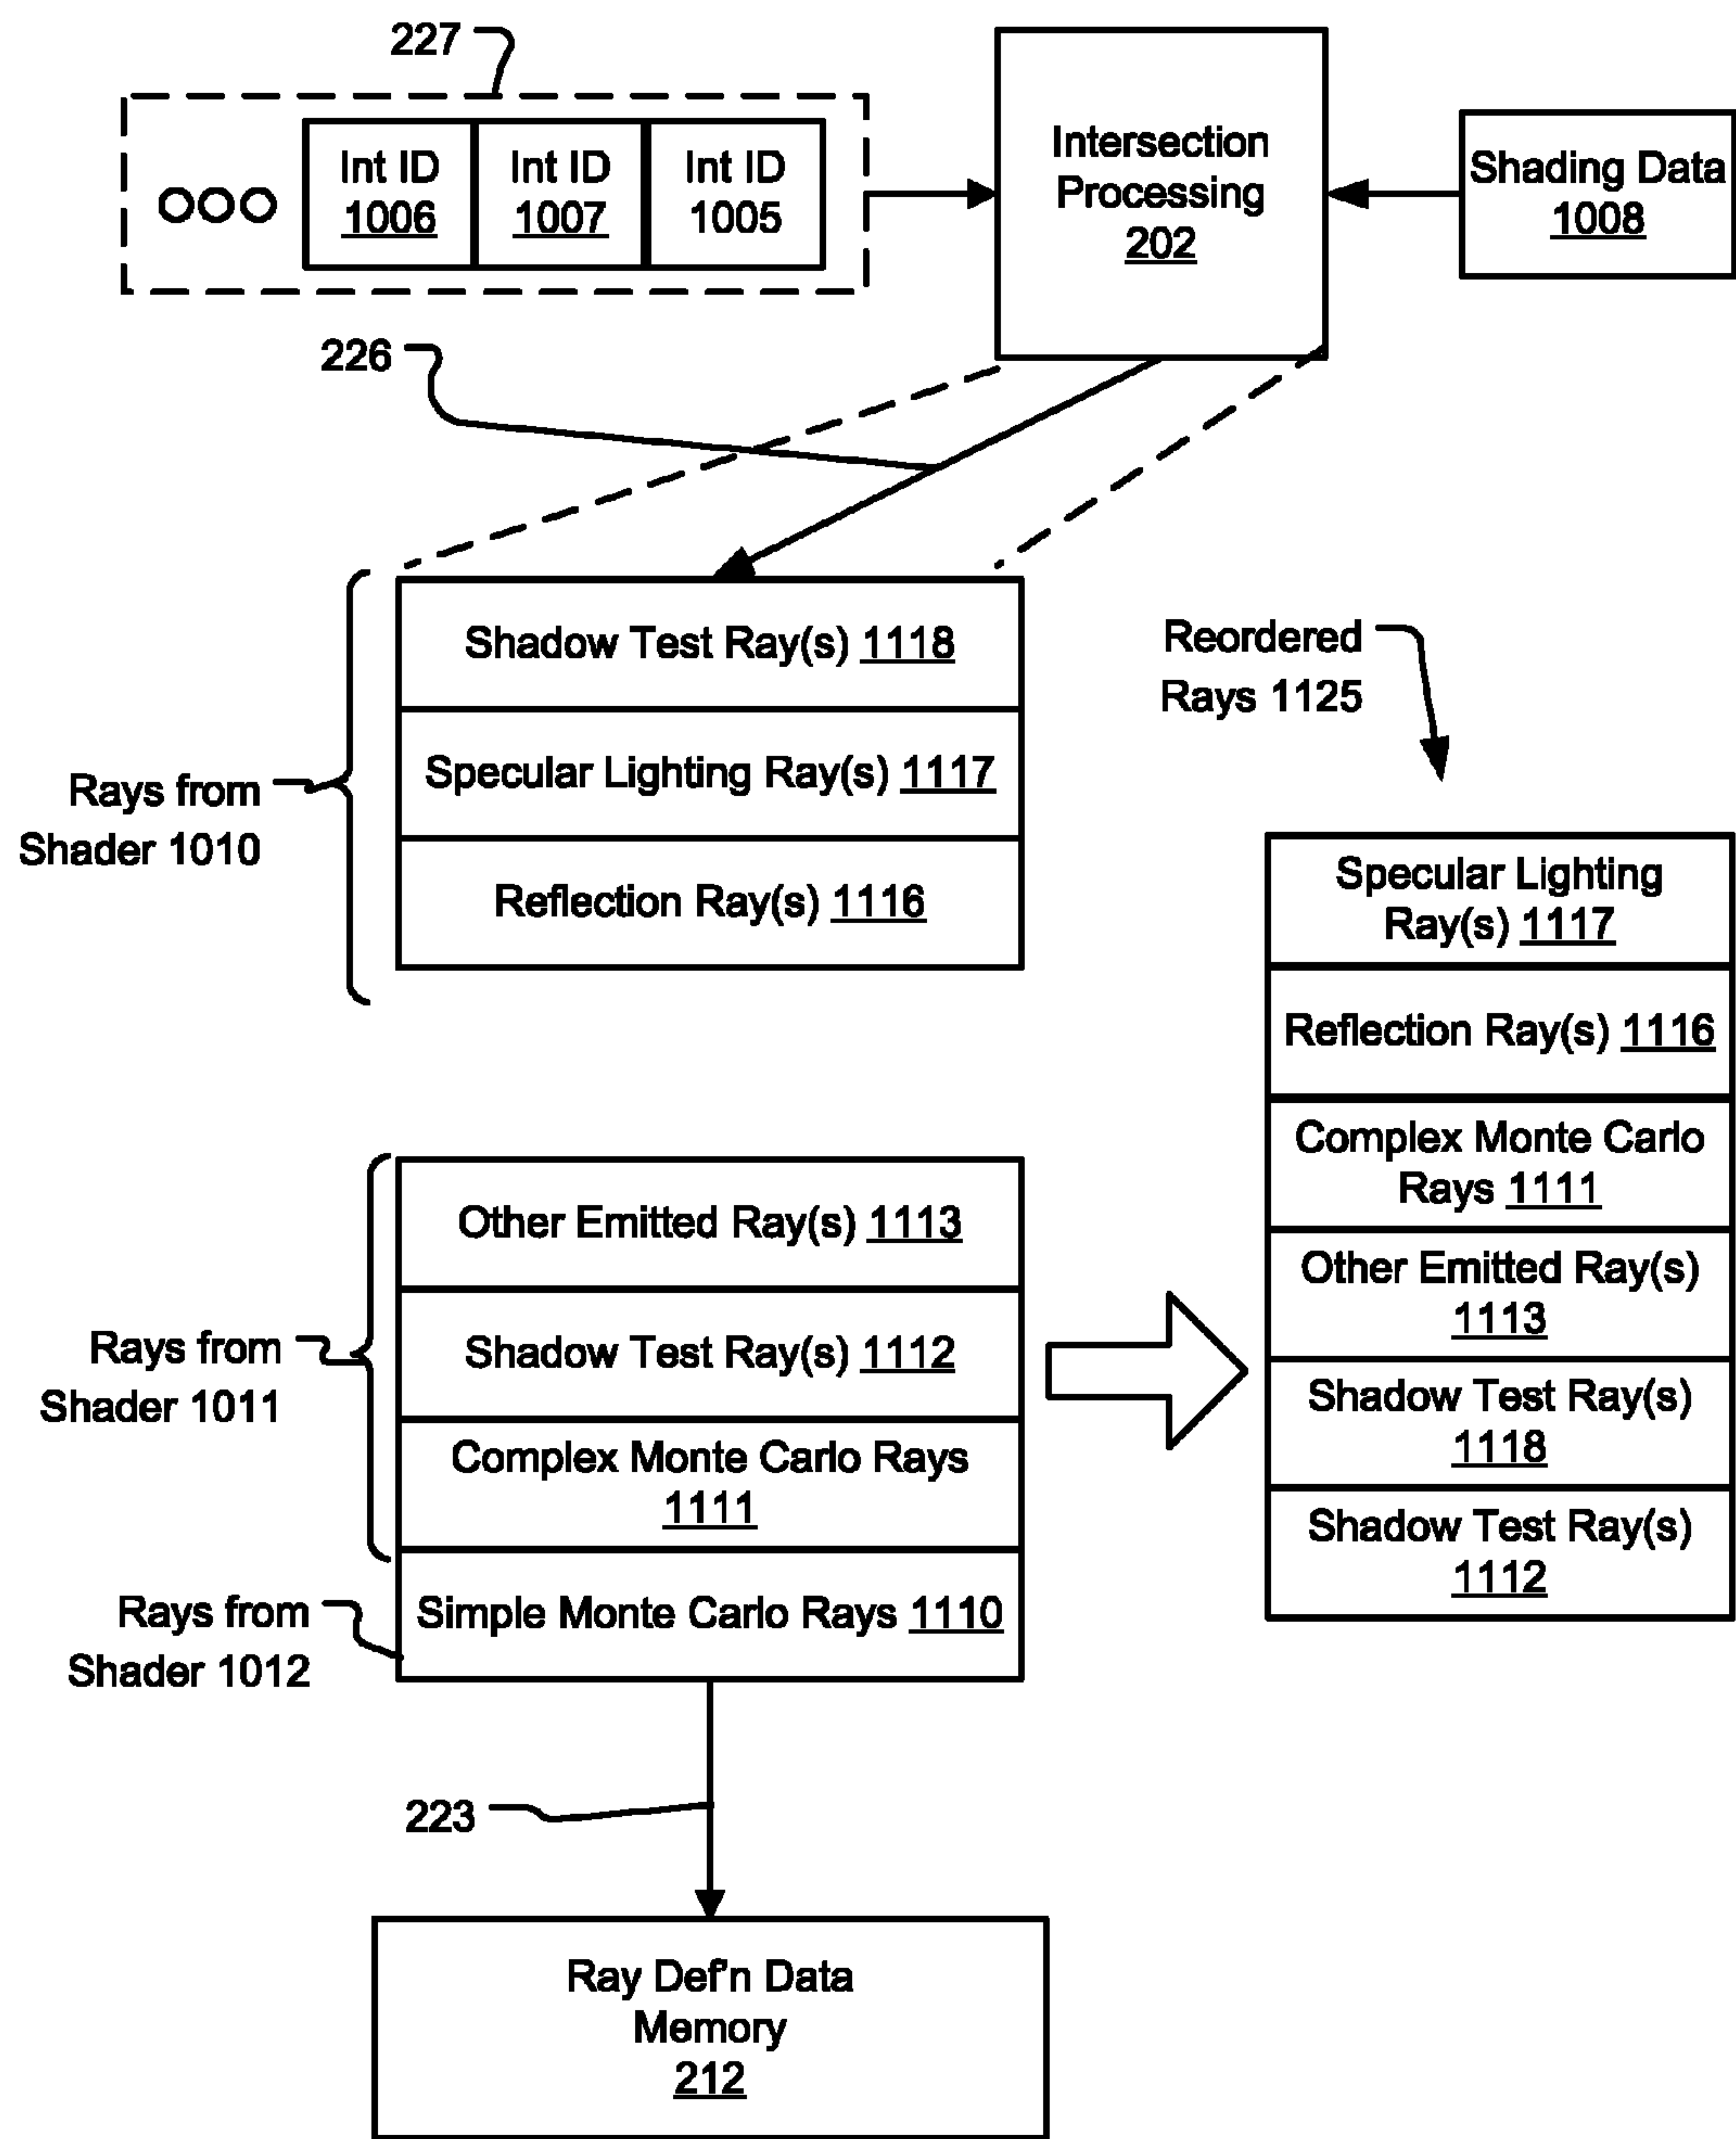 227
Int ID
1006
Int ID
1007
Int ID
1005
Intersection
Processing
202
Shading Data
1008
226
Shadow Test Ray(s) 1118
Specular Lighting Ray(s) 1117
Reflection Ray(s) 1116
Rays from
Shader 1010
Reordered
Rays 1125
Specular Lighting
Ray(s) 1117
Reflection Ray(s) 1116
Complex Monte Carlo
Rays 1111
Other Emitted Ray(s)
1113
Shadow Test Ray(s)
1118
Shadow Test Ray(s)
1112
Other Emitted Ray(s) 1113
Shadow Test Ray(s) 1112
Complex Monte Carlo Rays
1111
Rays from
Shader 1011
Simple Monte Carlo Rays 1110
Rays from
Shader 1012
223
Ray Def'n Data
Memory
212